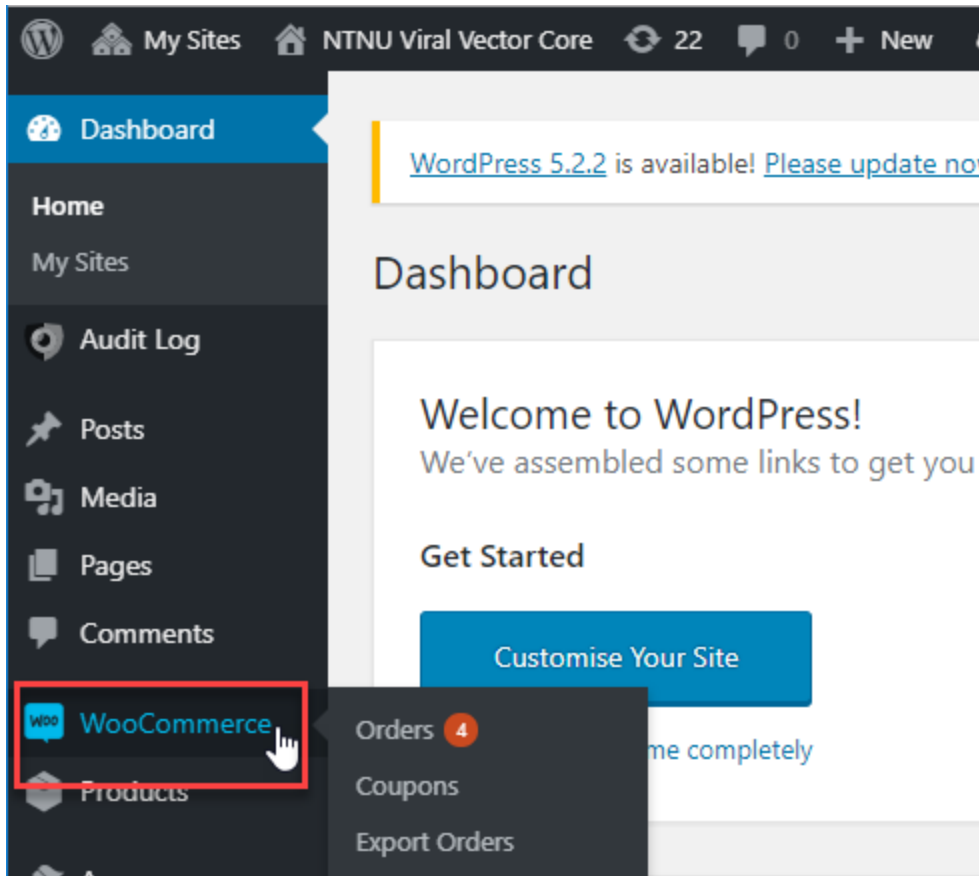 My Sites NTNU Viral Vector Core 22 0 New
Dashboard
WordPress 5.2.2 is available! Please update
Home
My Sites
Dashboard
Audit Log
Posts
Media
Pages
Comments
Welcome to WordPress!
We've assembled some links to get you
Get Started
Customise Your Site
me completely
WOO WooCommerce
Products
Orders 4
Coupons
Export Orders